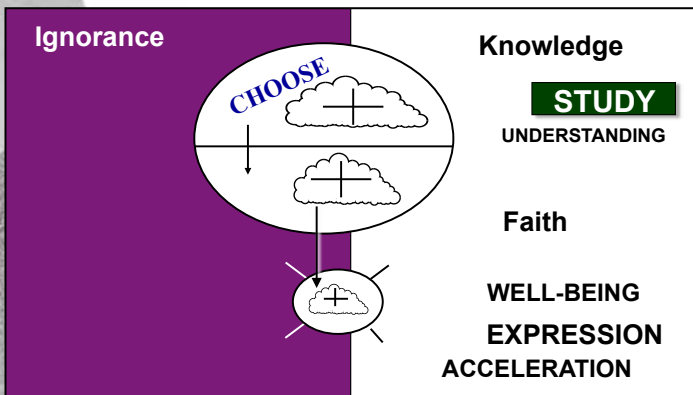 Ignorance
Knowledge
CHOOSE
STUDY
UNDERSTANDING
Faith
WELL-BEING
EXPRESSION
ACCELERATION